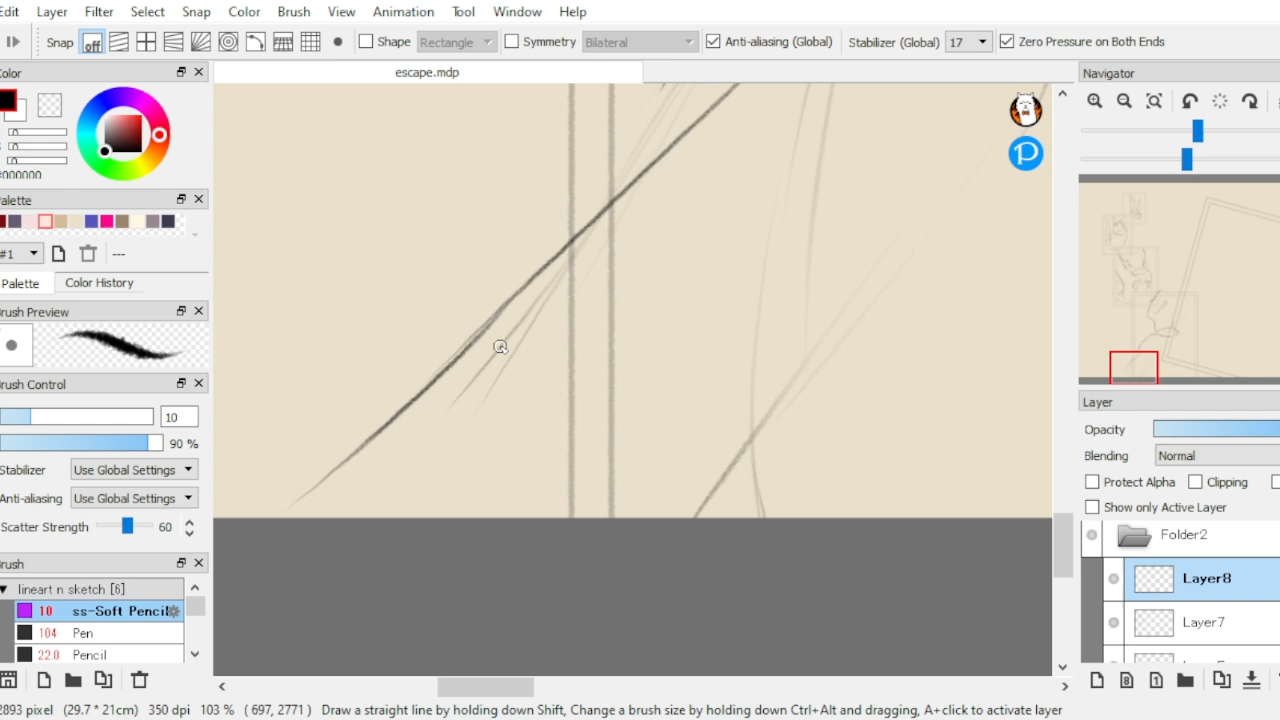 Edit Layer Filter Select Snap Color Brush View Animation Tool Window Help
Snap off Shape Rectangle Symmetry Bilateral Anti-aliasing (Global) Stabilizer (Global) 17 Zero Pressure on Both Ends
Color
escape.mdp
Navigator
#000000
Palette
#1 ---
Palette Color History
Brush Preview
Brush Control
10
90 %
Stabilizer Use Global Settings
Anti-aliasing Use Global Settings
Scatter Strength 60
Brush
lineart n sketch [6]
10 ss-Soft Pencil
104 Pen
22.0 Pencil
Layer
Opacity
Blending Normal
Protect Alpha Clipping
Show only Active Layer
Folder2
Layer8
Layer7
2893 pixel (29.7 * 21cm) 350 dpi 103 % ( 697, 2771 ) Draw a straight line by holding down Shift, Change a brush size by holding down Ctrl+Alt and dragging, A+click to activate layer